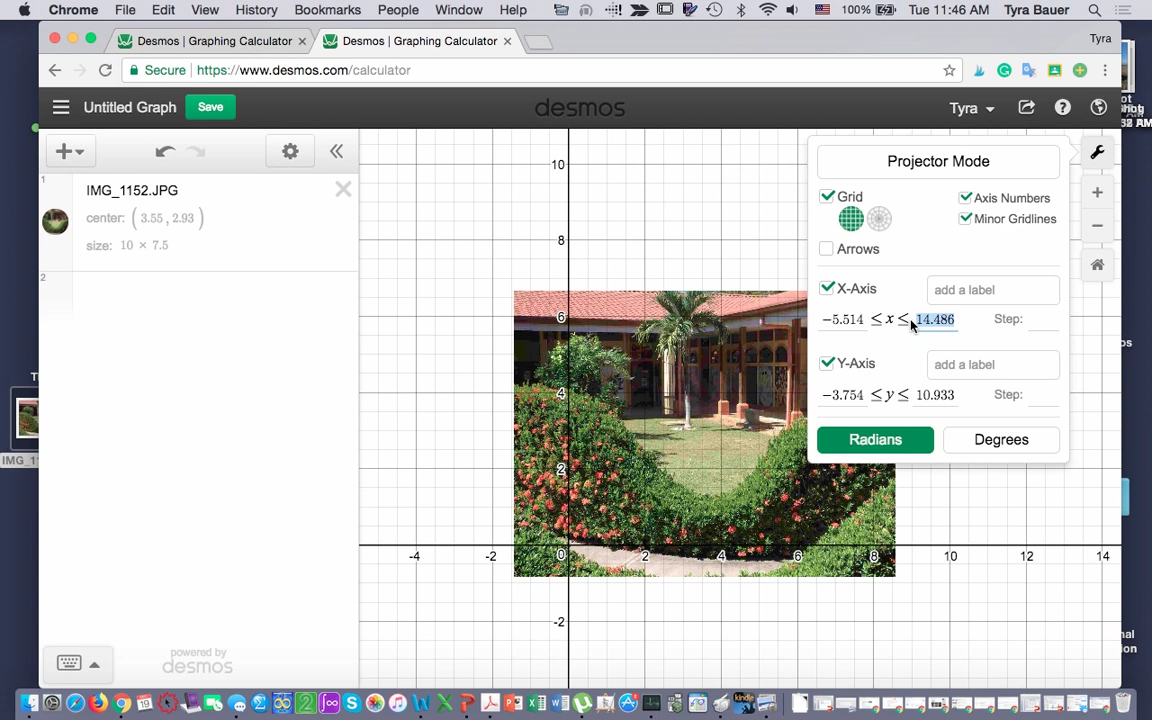 Chrome File Edit View History Bookmarks People Window Help 100% Tue 11:46 AM Tyra Bauer
Desmos | Graphing Calculator × Desmos | Graphing Calculator × Tyra
Secure https://www.desmos.com/calculator
Untitled Graph Save desmos Tyra
1
IMG_1152.JPG
center: (3.55, 2.93)
size: 10 × 7.5
2
powered by
desmos
Projector Mode
Grid Axis Numbers
Minor Gridlines
Arrows
X-Axis add a label
−5.514 ≤ x ≤ 14.486 Step:
Y-Axis add a label
−3.754 ≤ y ≤ 10.933 Step:
Radians Degrees
10
8
6
4
2
-4 -2 0 2 4 6 8 10 12 14
-2